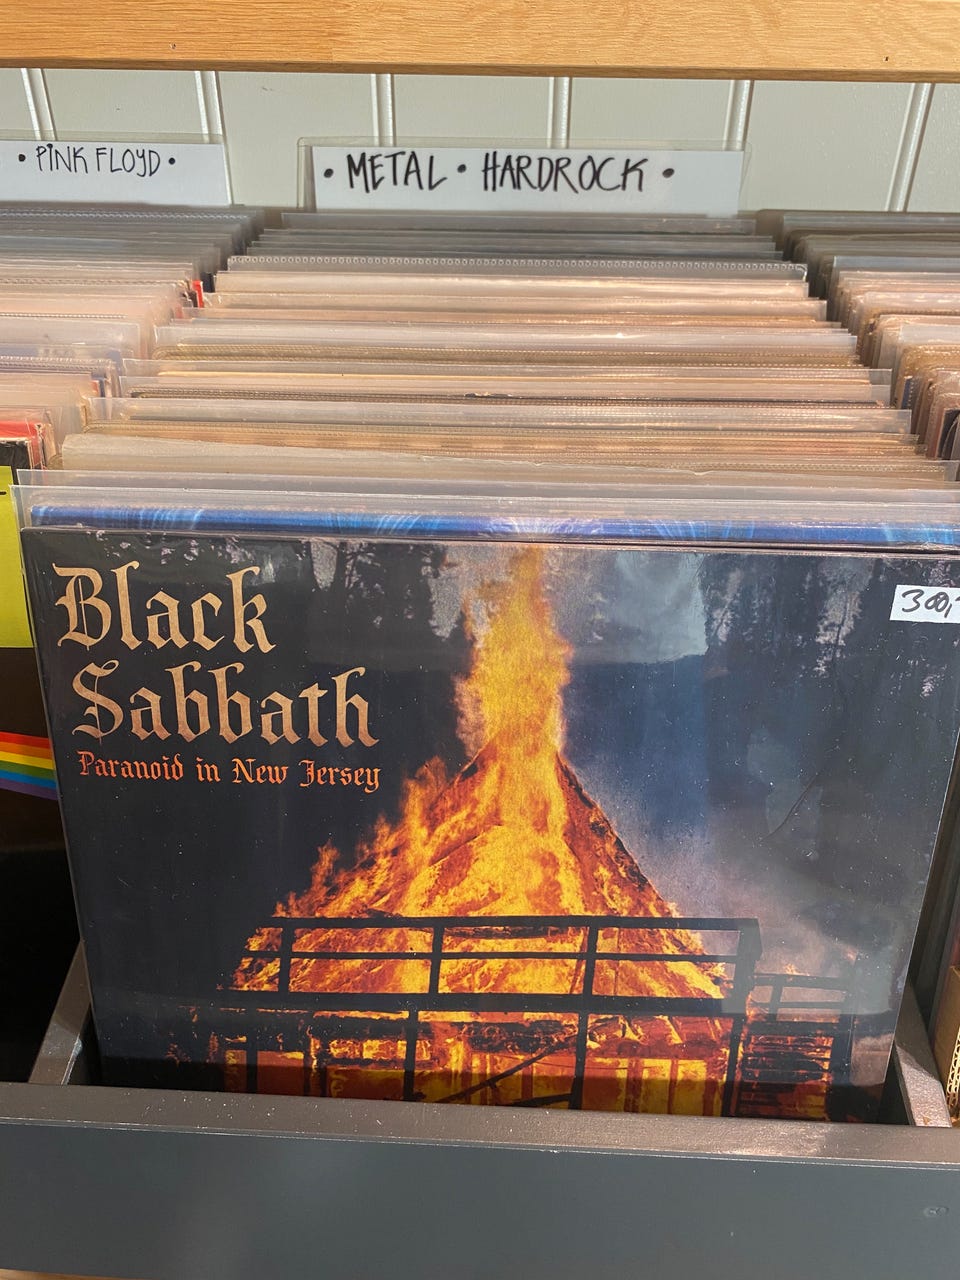 • PINK FLOYD •
• METAL • HARDROCK •
Black
Sabbath
Paranoid in New Jersey
300,-